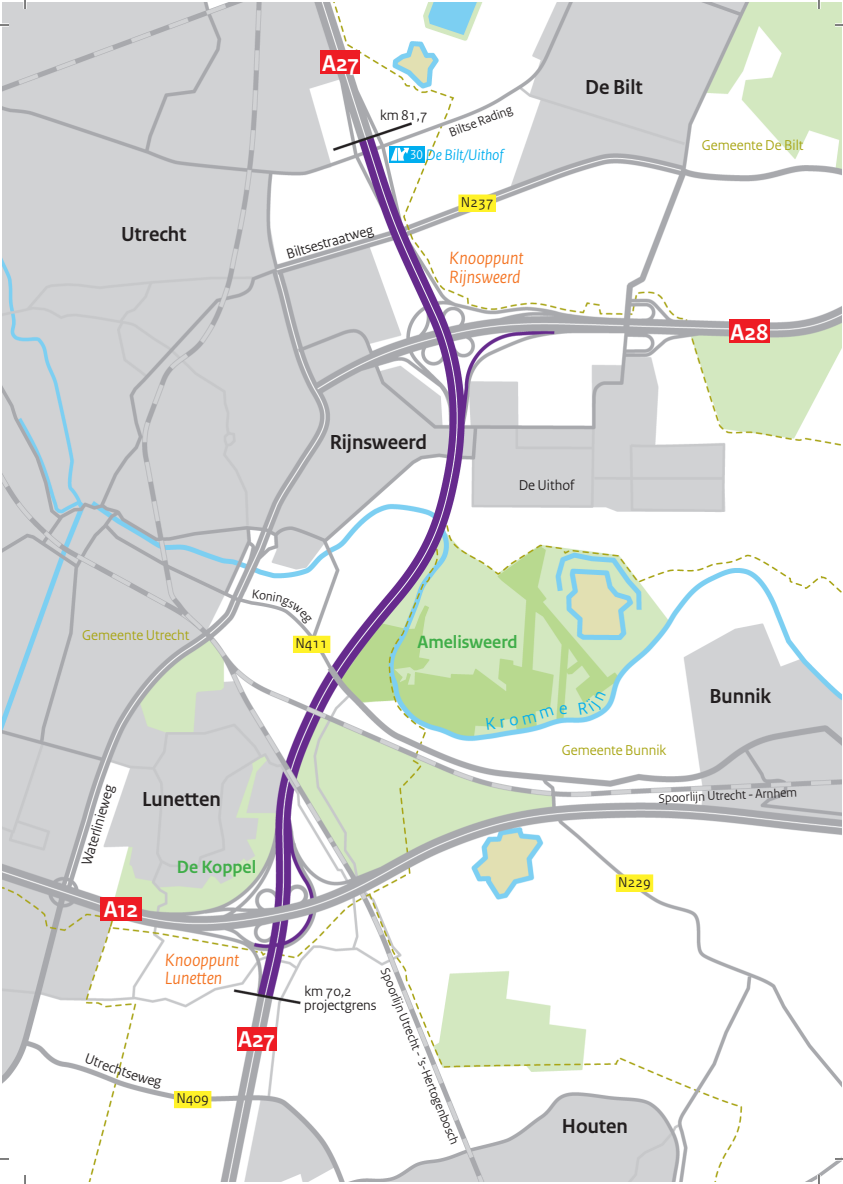 A27
De Bilt
km 81,7
Biltse Rading
Gemeente De Bilt
30 De Bilt/Uithof
N237
Utrecht
Biltsestraatweg
Knooppunt
Rijnsweerd
A28
Rijnsweerd
De Uithof
Koningsweg
Gemeente Utrecht
N411
Amelisweerd
Bunnik
Kromme Rijn
Gemeente Bunnik
Spoorlijn Utrecht - Arnhem
Lunetten
Waterlinieweg
De Koppel
N229
A12
Knooppunt
Lunetten
km 70,2
projectgrens
Spoorlijn Utrecht - 's-Hertogenbosch
A27
Utrechtseweg
N409
Houten